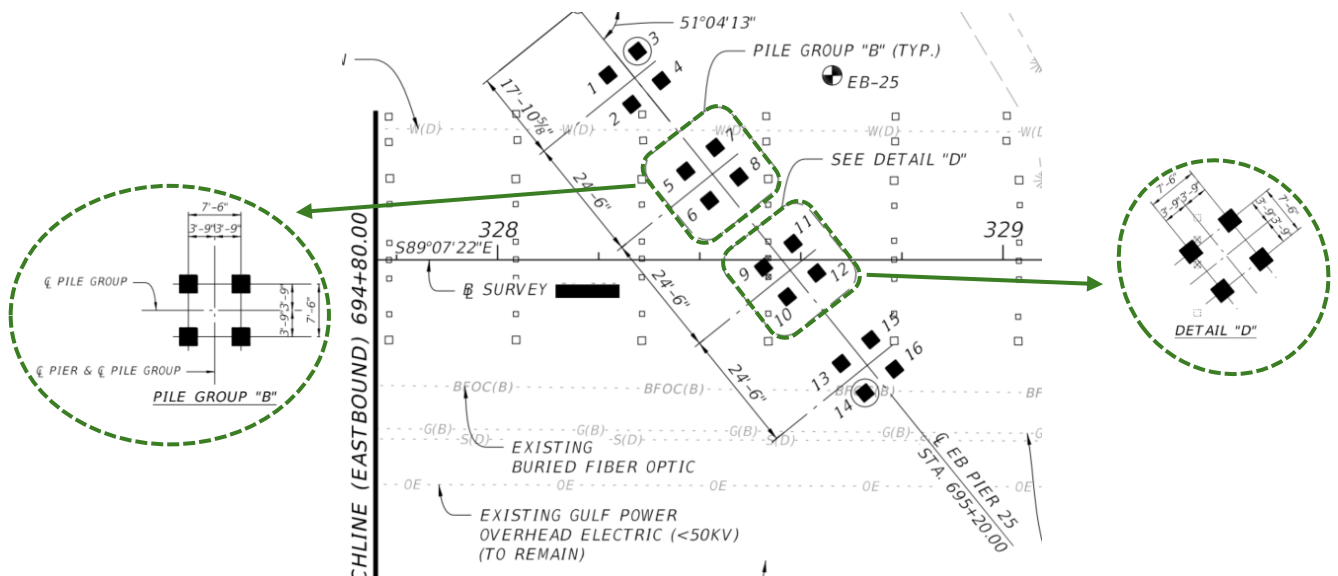 51°04'13"
PILE GROUP "B" (TYP.)
EB-25
3
4
1
2
17'-10⅝"
W(D)
W(D)
W(D)
W(D)
7
8
5
6
SEE DETAIL "D"
24'-6"
328
329
S89°07'22"E
℄ SURVEY
11
12
9
10
24'-6"
15
16
13
14
24'-6"
CHLINE (EASTBOUND) 694+80.00
BFOC(B)
BFOC(B)
BF
G(B)
G(B)
G(B)
G(B)
G
S(D)
S(D)
S(D)
EXISTING
BURIED FIBER OPTIC
OE
OE
OE
OE
OE
EXISTING GULF POWER
OVERHEAD ELECTRIC (<50KV)
(TO REMAIN)
℄ EB PIER 25
STA. 695+20.00
7'-6"
3'-9" 3'-9"
℄ PILE GROUP
3'-9" 3'-9"
7'-6"
℄ PIER & ℄ PILE GROUP
PILE GROUP "B"
7'-6"
3'-9" 3'-9"
7'-6"
3'-9" 3'-9"
DETAIL "D"